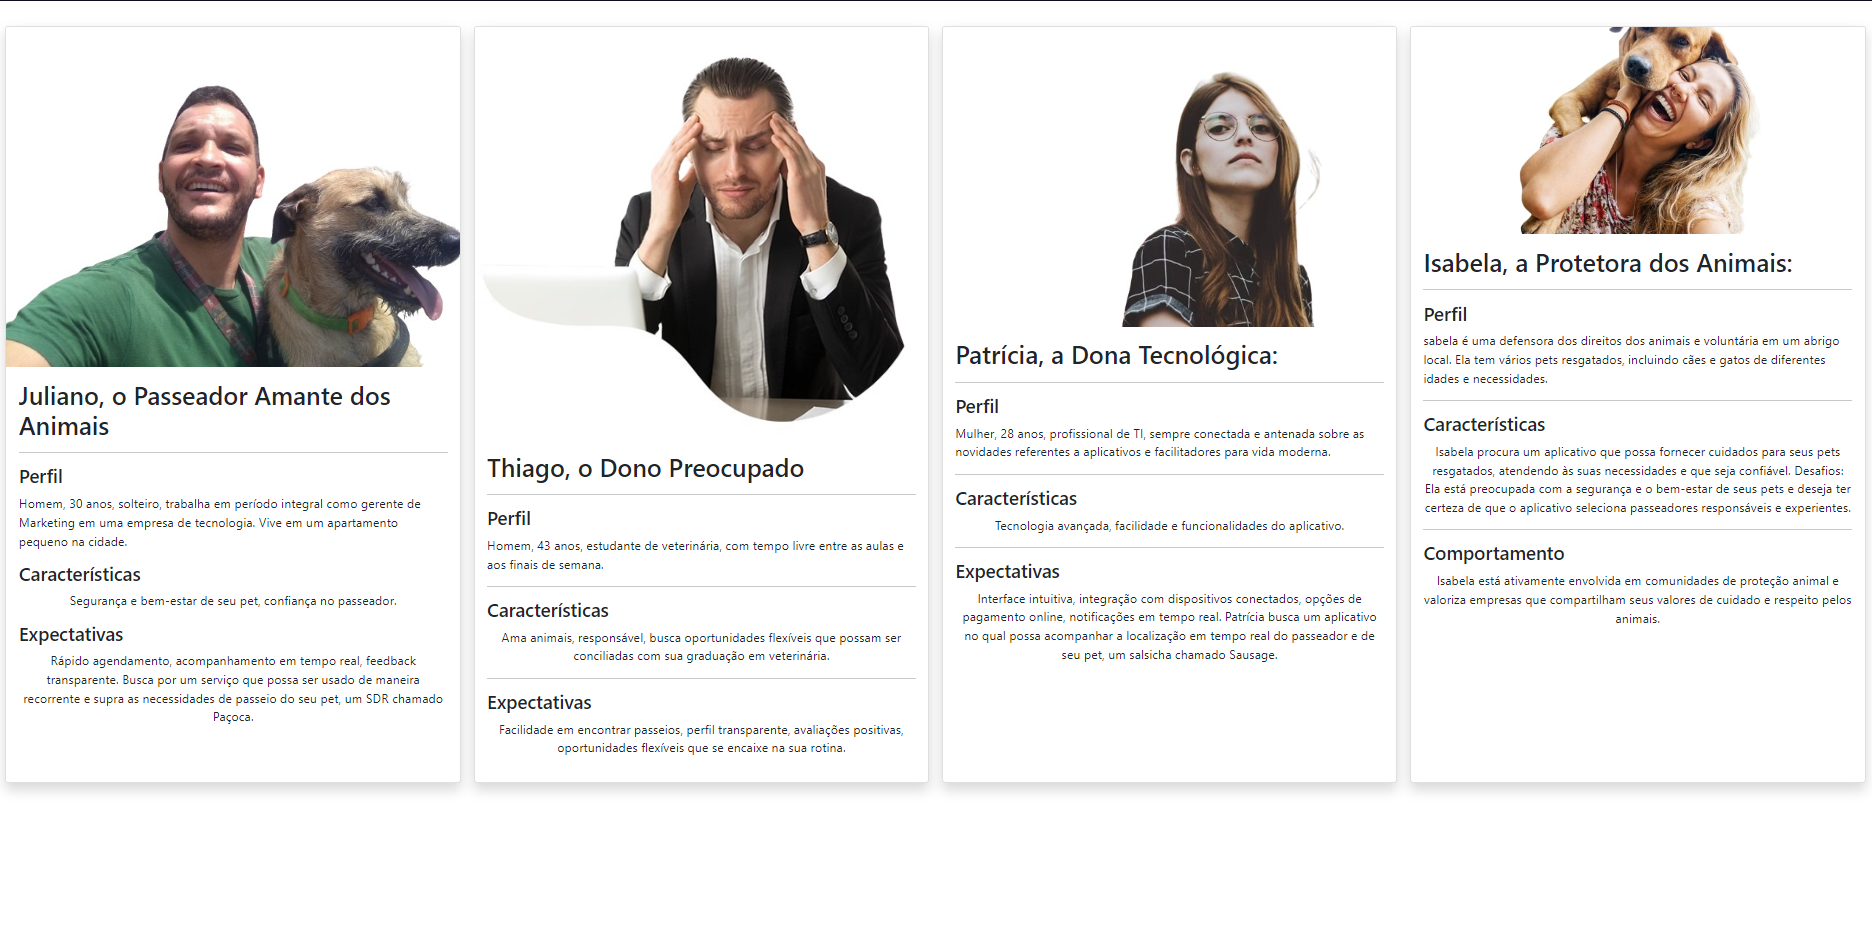 Juliano, o Passeador Amante dos
Animais
Perfil
Homem, 30 anos, solteiro, trabalha em período integral como gerente de
Marketing em uma empresa de tecnologia. Vive em um apartamento
pequeno na cidade.
Características
Segurança e bem-estar de seu pet, confiança no passeador.
Expectativas
Rápido agendamento, acompanhamento em tempo real, feedback
transparente. Busca por um serviço que possa ser usado de maneira
recorrente e supra as necessidades de passeio do seu pet, um SDR chamado
Paçoca.
Thiago, o Dono Preocupado
Perfil
Homem, 43 anos, estudante de veterinária, com tempo livre entre as aulas e
aos finais de semana.
Características
Ama animais, responsável, busca oportunidades flexíveis que possam ser
conciliadas com sua graduação em veterinária.
Expectativas
Facilidade em encontrar passeios, perfil transparente, avaliações positivas,
oportunidades flexíveis que se encaixe na sua rotina.
Patrícia, a Dona Tecnológica:
Perfil
Mulher, 28 anos, profissional de TI, sempre conectada e antenada sobre as
novidades referentes a aplicativos e facilitadores para vida moderna.
Características
Tecnologia avançada, facilidade e funcionalidades do aplicativo.
Expectativas
Interface intuitiva, integração com dispositivos conectados, opções de
pagamento online, notificações em tempo real. Patrícia busca um aplicativo
no qual possa acompanhar a localização em tempo real do passeador e de
seu pet, um salsicha chamado Sausage.
Isabela, a Protetora dos Animais:
Perfil
sabela é uma defensora dos direitos dos animais e voluntária em um abrigo
local. Ela tem vários pets resgatados, incluindo cães e gatos de diferentes
idades e necessidades.
Características
Isabela procura um aplicativo que possa fornecer cuidados para seus pets
resgatados, atendendo às suas necessidades e que seja confiável. Desafios:
Ela está preocupada com a segurança e o bem-estar de seus pets e deseja ter
certeza de que o aplicativo seleciona passeadores responsáveis e experientes.
Comportamento
Isabela está ativamente envolvida em comunidades de proteção animal e
valoriza empresas que compartilham seus valores de cuidado e respeito pelos
animais.